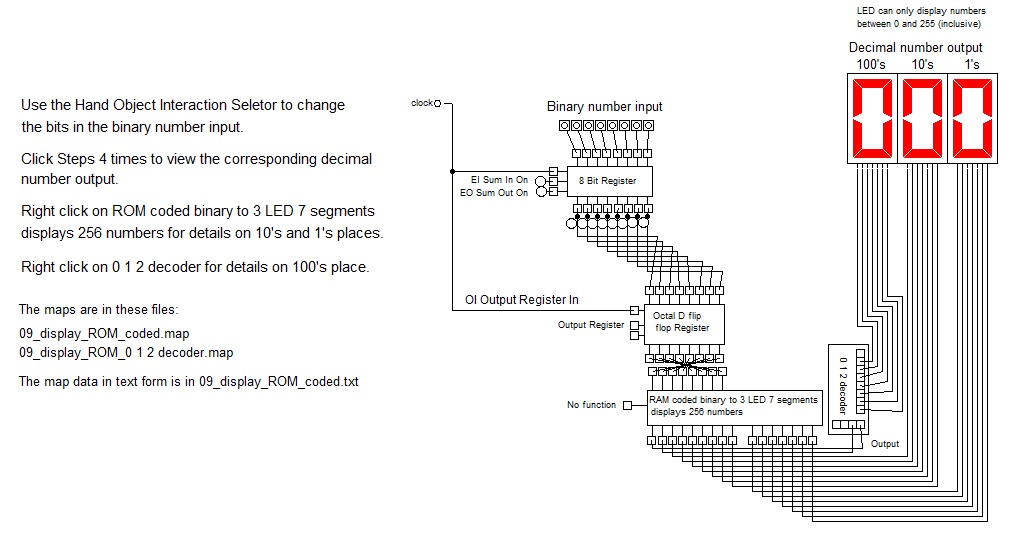 LED can only display numbers
between 0 and 255 (inclusive)
Decimal number output
100's 10's 1's
000
Use the Hand Object Interaction Seletor to change
the bits in the binary number input.
Click Steps 4 times to view the corresponding decimal
number output.
Right click on ROM coded binary to 3 LED 7 segments
displays 256 numbers for details on 10's and 1's places.
Right click on 0 1 2 decoder for details on 100's place.
The maps are in these files:
09_display_ROM_coded.map
09_display_ROM_0 1 2 decoder.map
The map data in text form is in 09_display_ROM_coded.txt
clock
Binary number input
EI Sum In On
EO Sum Out On
8 Bit Register
OI Output Register In
Output Register
Octal D flip
flop Register
No function
RAM coded binary to 3 LED 7 segments
displays 256 numbers
0 1 2 decoder
Output